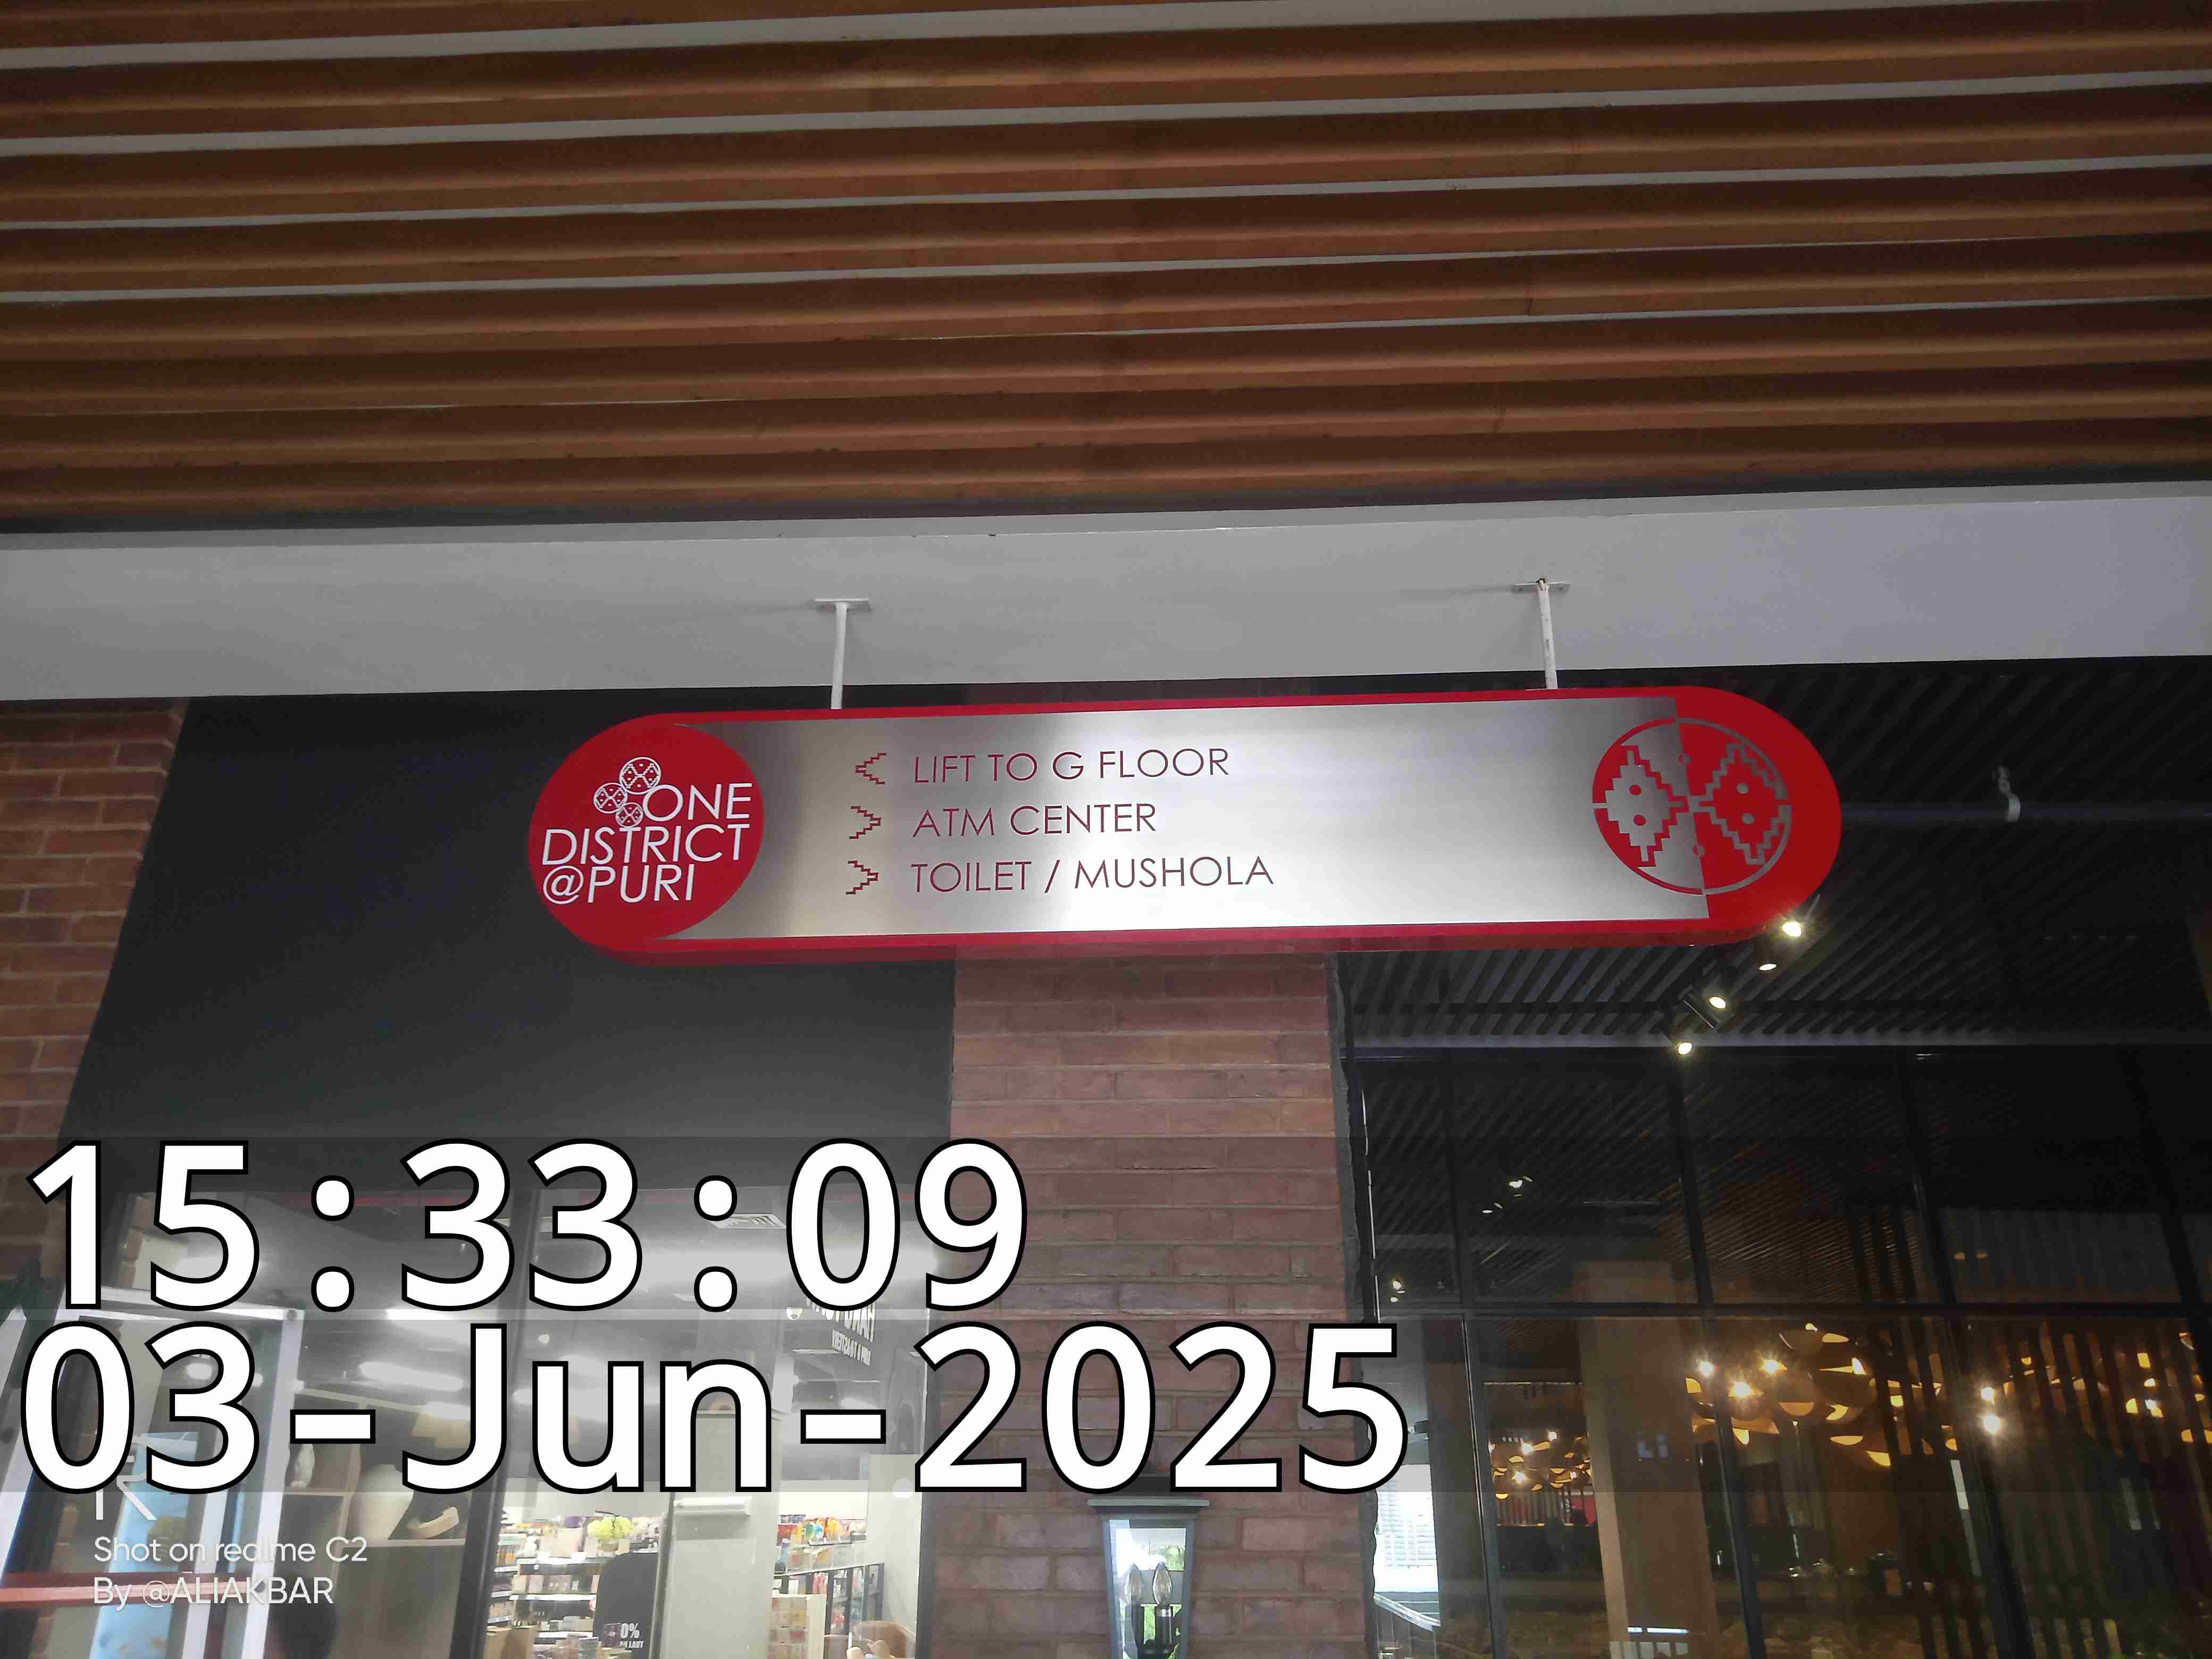 ONE
DISTRICT
@PURI
< LIFT TO G FLOOR
> ATM CENTER
> TOILET / MUSHOLA
15:33:09
03-Jun-2025
R
Shot on realme C2
By @ALIAKBAR
0%